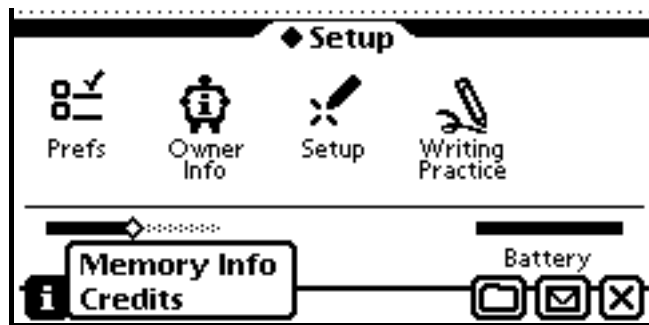 Setup
Prefs
Owner
Info
Setup
Writing
Practice
Battery
Memory Info
Credits